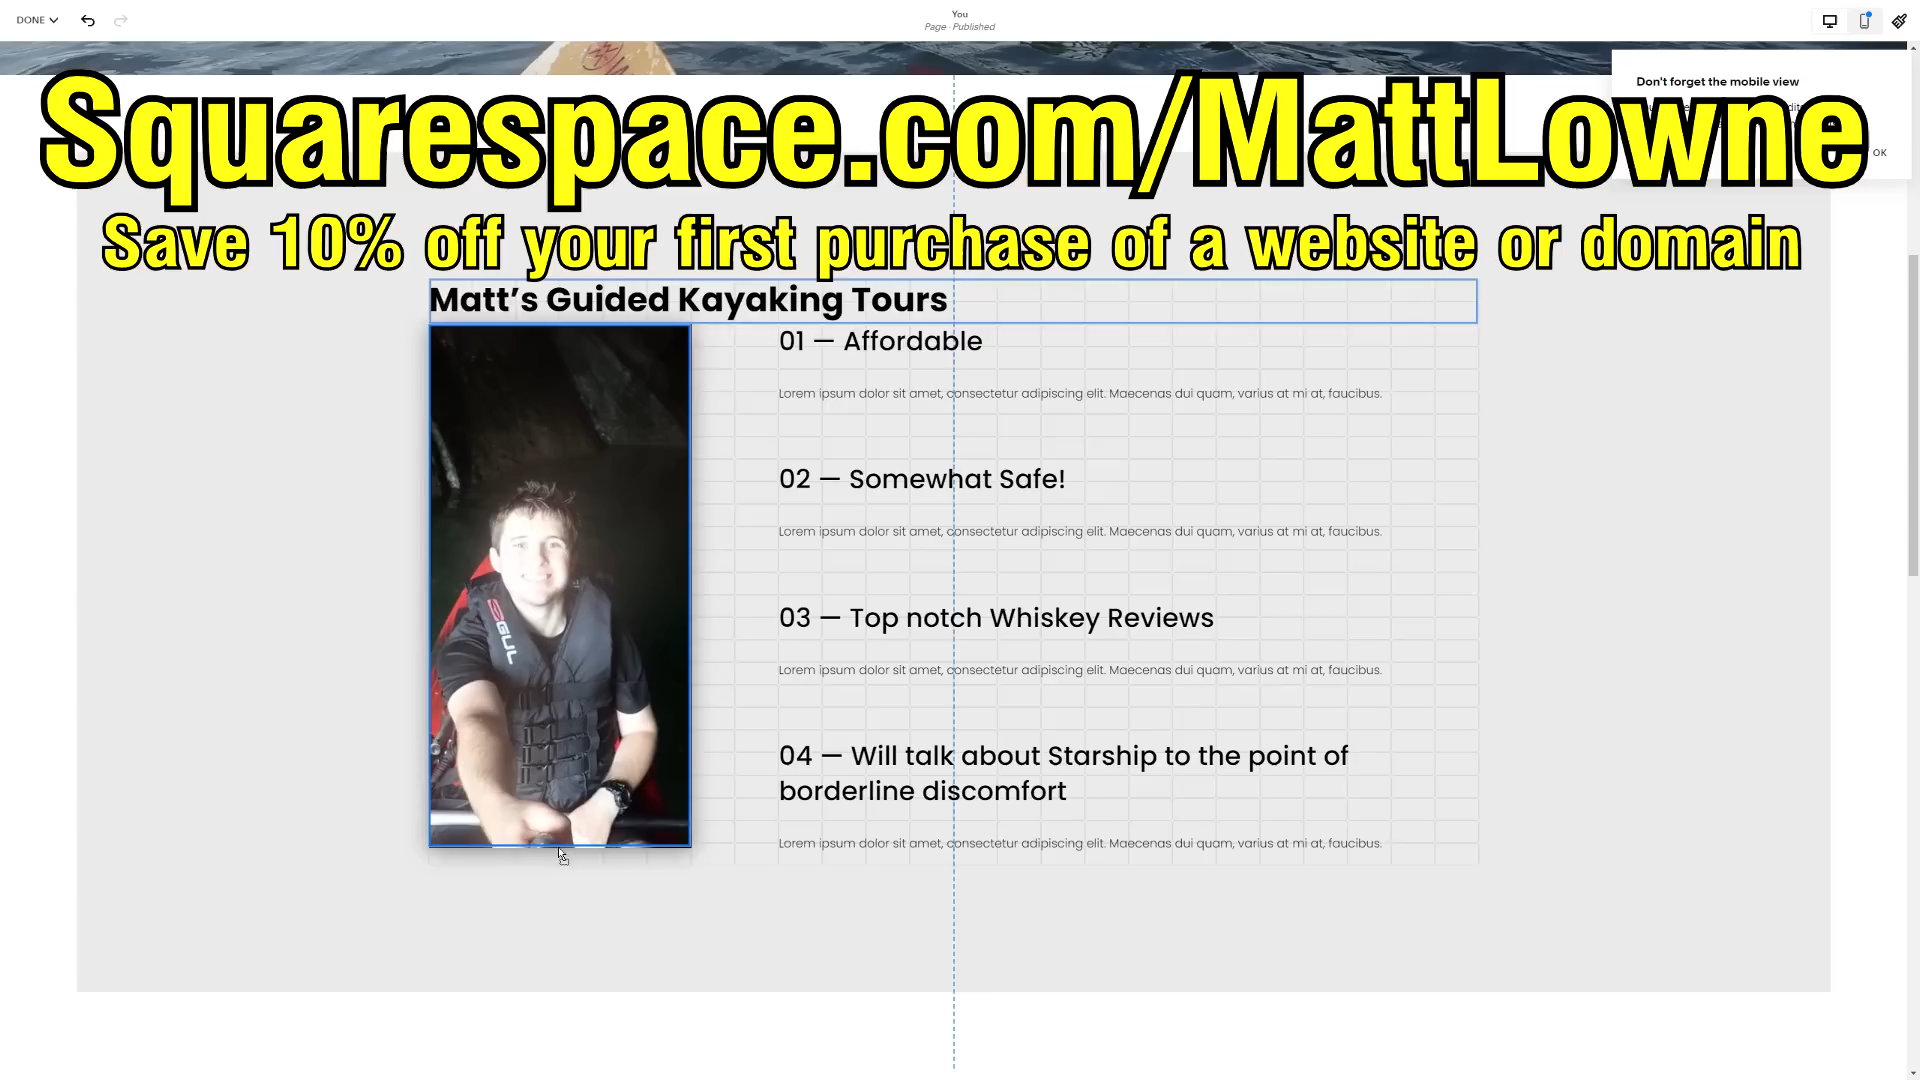 DONE
You
Page · Published
Don't forget the mobile view
Squarespace.com/MattLowne
OK
Save 10% off your first purchase of a website or domain
Matt’s Guided Kayaking Tours
01 — Affordable
Lorem ipsum dolor sit amet, consectetur adipiscing elit. Maecenas dui quam, varius at mi at, faucibus.
02 — Somewhat Safe!
Lorem ipsum dolor sit amet, consectetur adipiscing elit. Maecenas dui quam, varius at mi at, faucibus.
GUL
03 — Top notch Whiskey Reviews
Lorem ipsum dolor sit amet, consectetur adipiscing elit. Maecenas dui quam, varius at mi at, faucibus.
04 — Will talk about Starship to the point of
borderline discomfort
Lorem ipsum dolor sit amet, consectetur adipiscing elit. Maecenas dui quam, varius at mi at, faucibus.